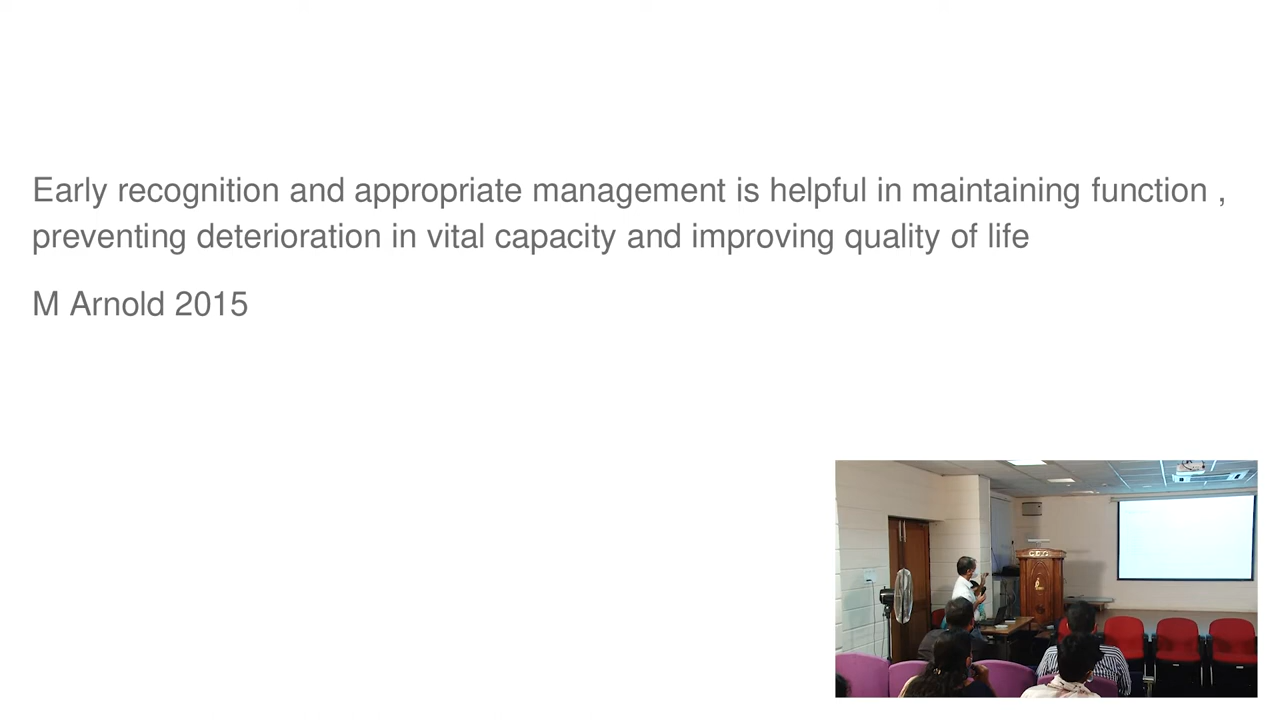 Early recognition and appropriate management is helpful in maintaining function ,
preventing deterioration in vital capacity and improving quality of life
M Arnold 2015